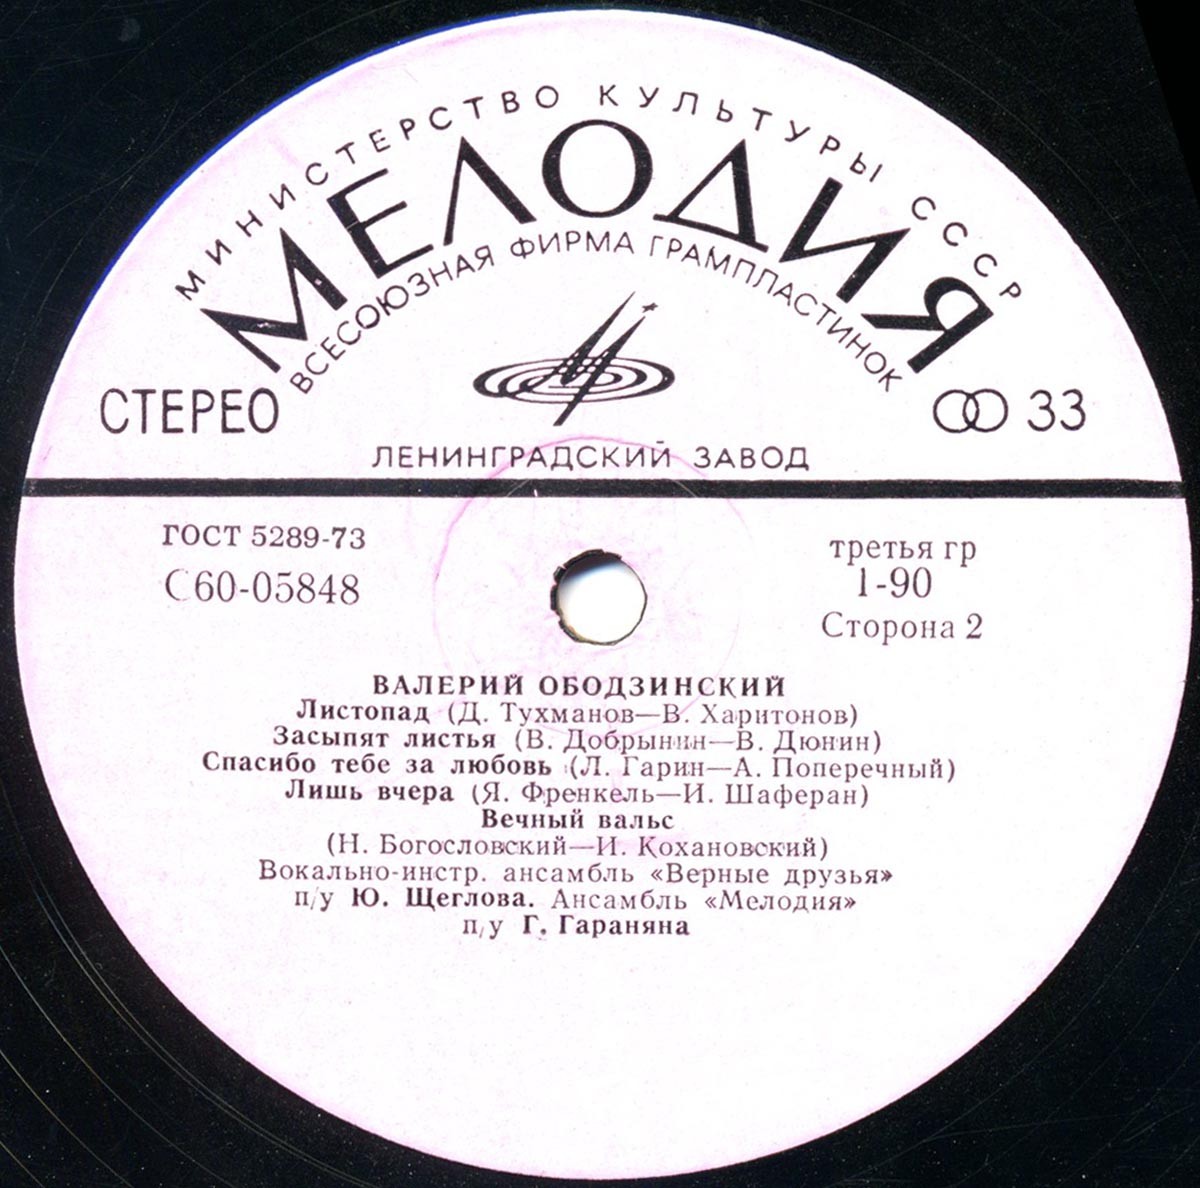 МИНИСТЕРСТВО КУЛЬТУРЫ СССР
МЕЛОДИЯ
ВСЕСОЮЗНАЯ ФИРМА ГРАМПЛАСТИНОК
СТЕРЕО
33
ЛЕНИНГРАДСКИЙ ЗАВОД
ГОСТ 5289-73
С60-05848
третья гр
1-90
Сторона 2
ВАЛЕРИЙ ОБОДЗИНСКИЙ
Листопад (Д. Тухманов—В. Харитонов)
Засыпят листья (В. Добрынин—В. Дюнин)
Спасибо тебе за любовь (Л. Гарин—А. Поперечный)
Лишь вчера (Я. Френкель—И. Шаферан)
Вечный вальс
(Н. Богословский—И. Кохановский)
Вокально-инстр. ансамбль «Верные друзья»
п/у Ю. Щеглова. Ансамбль «Мелодия»
п/у Г. Гараняна